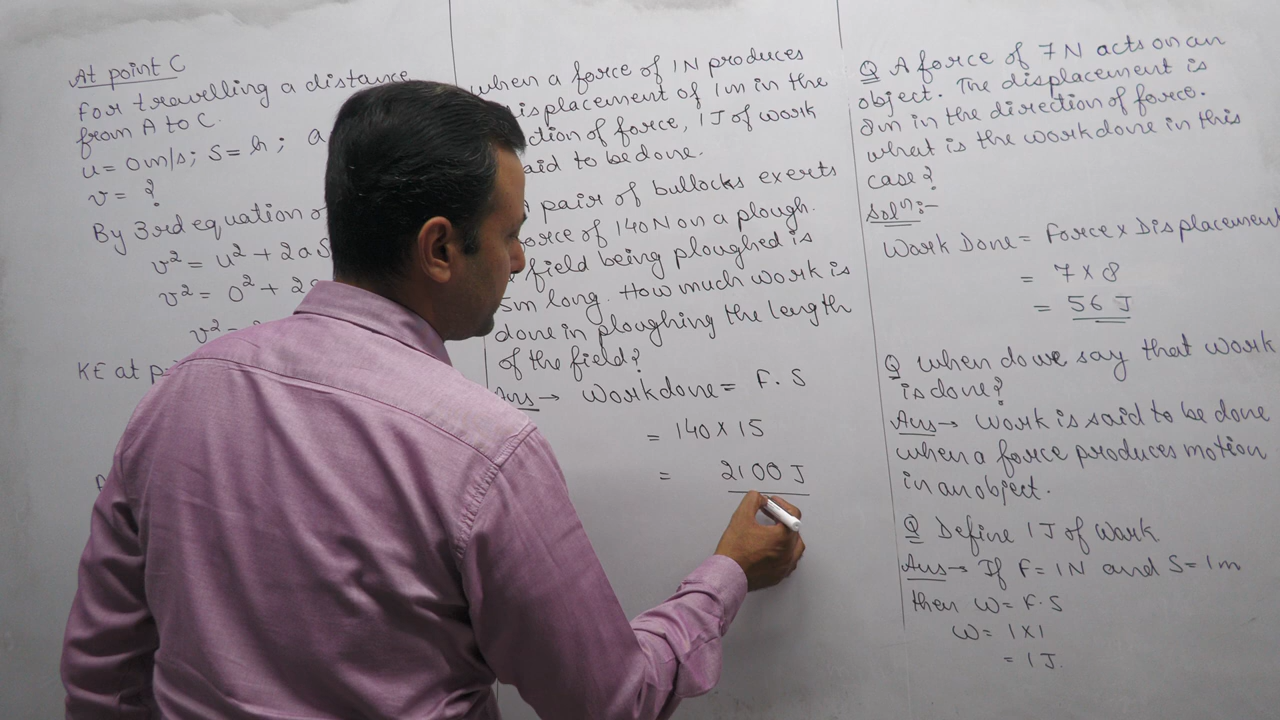 At point C
For travelling a distance
from A to C.
u = 0 m/s; S = h; a
v = ?
By 3rd equation of
v² = u² + 2aS
v² = 0² + 2
v² =
KE at p
when a force of 1N produces
isplacement of 1m in the
ction of force, 1J of work
aid to be done.
A pair of bullocks exerts
orce of 140N on a plough.
field being ploughed is
5m long. How much work is
done in ploughing the length
of the field?
Ans → Workdone = F.S
= 140 × 15
= 2100 J
Q A force of 7N acts on an
object. The displacement is
8m in the direction of force.
what is the workdone in this
case?
Solⁿ:-
Work Done = Force × Displacement
= 7 × 8
= 56 J
Q when do we say that work
is done?
Ans → Work is said to be done
when a force produces motion
in an object.
Q Define 1J of Work
Ans → If F = 1N and S = 1m
then W = F.S
W = 1 × 1
= 1 J.